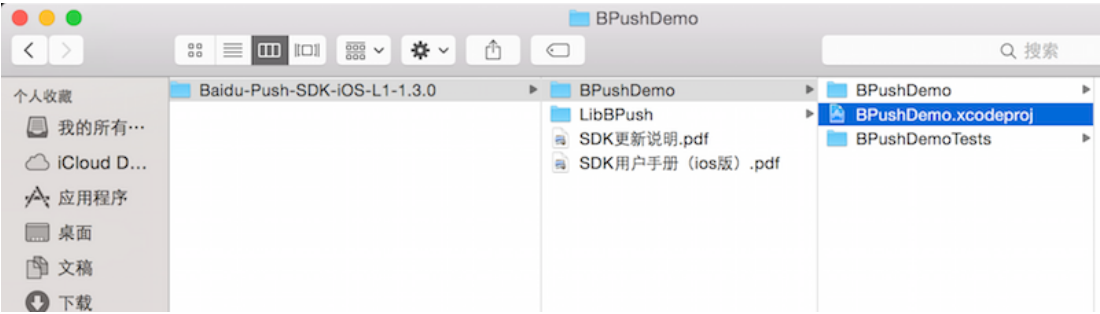 BPushDemo
搜索
个人收藏
我的所有…
iCloud D...
应用程序
桌面
文稿
下载
Baidu-Push-SDK-iOS-L1-1.3.0
BPushDemo
LibBPush
SDK更新说明.pdf
SDK用户手册（ios版）.pdf
BPushDemo
BPushDemo.xcodeproj
BPushDemoTests